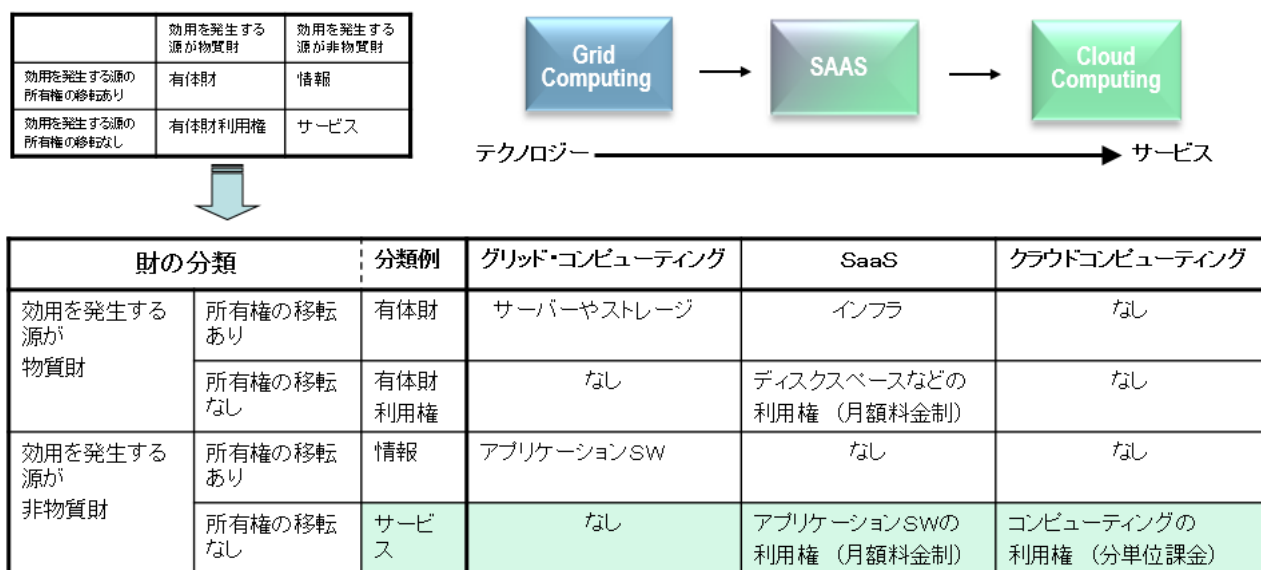 効用を発生する
源が物質財
効用を発生する
源が非物質財
効用を発生する源の
所有権の移転あり
有体財
情報
効用を発生する源の
所有権の移転なし
有体財利用権
サービス
Grid
Computing
SAAS
Cloud
Computing
テクノロジー
サービス
財の分類
分類例
グリッド・コンピューティング
SaaS
クラウドコンピューティング
効用を発生する
源が
物質財
所有権の移転
あり
有体財
サーバーやストレージ
インフラ
なし
所有権の移転
なし
有体財
利用権
なし
ディスクスペースなどの
利用権 (月額料金制)
なし
効用を発生する
源が
非物質財
所有権の移転
あり
情報
アプリケーションSW
なし
なし
所有権の移転
なし
サービ
ス
なし
アプリケーションSWの
利用権 (月額料金制)
コンピューティングの
利用権 (分単位課金)